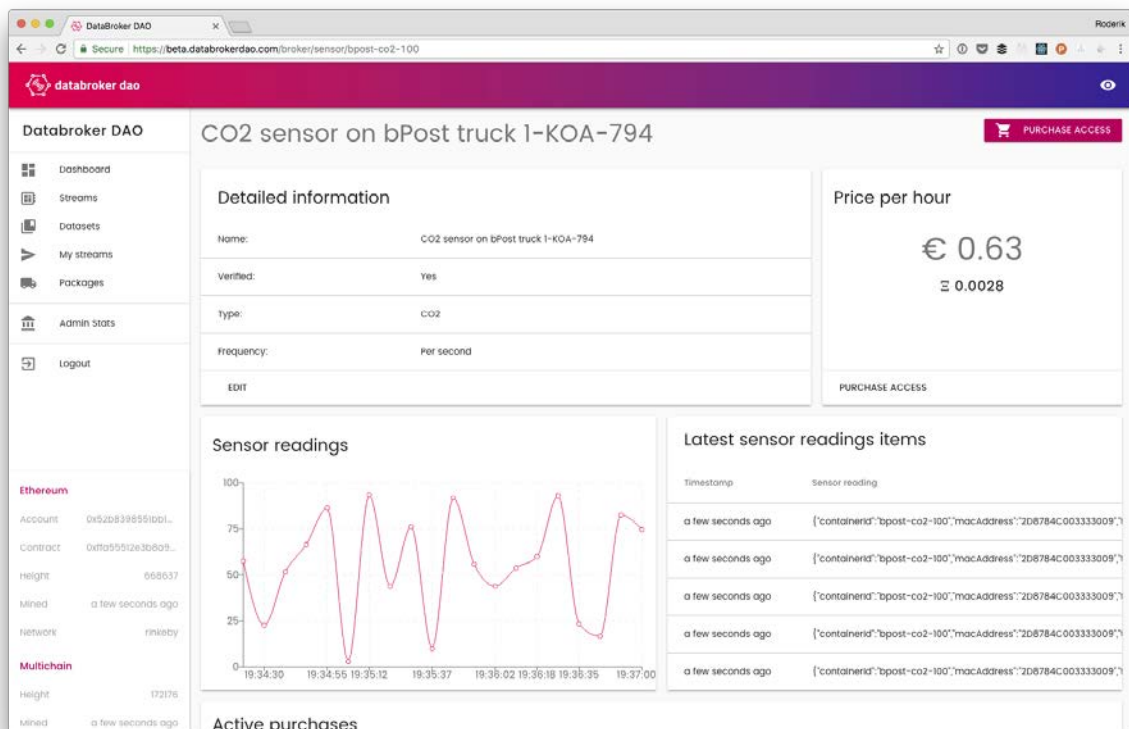 DataBroker DAO
Roderik
Secure https://beta.databrokerdao.com/broker/sensor/bpost-co2-100
databroker dao
Databroker DAO
Dashboard
Streams
Datasets
My streams
Packages
Admin Stats
Logout
Ethereum
Account 0x52b8398551bb1...
Contract 0xffa55512e3b8a9...
Height 668637
Mined a few seconds ago
Network rinkeby
Multichain
Height 172176
Mined a few seconds ago
CO2 sensor on bPost truck 1-KOA-794
PURCHASE ACCESS
Detailed information
Name: CO2 sensor on bPost truck 1-KOA-794
Verified: Yes
Type: CO2
Frequency: Per second
EDIT
Price per hour
€ 0.63
Ξ 0.0028
PURCHASE ACCESS
Sensor readings
100
75
50
25
0
19:34:30 19:34:55 19:35:12 19:35:37 19:36:02 19:36:18 19:36:35 19:37:00
Latest sensor readings items
Timestamp Sensor reading
a few seconds ago {"containerId":"bpost-co2-100","macAddress":"2D8784C003333009","
a few seconds ago {"containerId":"bpost-co2-100","macAddress":"2D8784C003333009","
a few seconds ago {"containerId":"bpost-co2-100","macAddress":"2D8784C003333009","
a few seconds ago {"containerId":"bpost-co2-100","macAddress":"2D8784C003333009","
a few seconds ago {"containerId":"bpost-co2-100","macAddress":"2D8784C003333009","
Active purchases